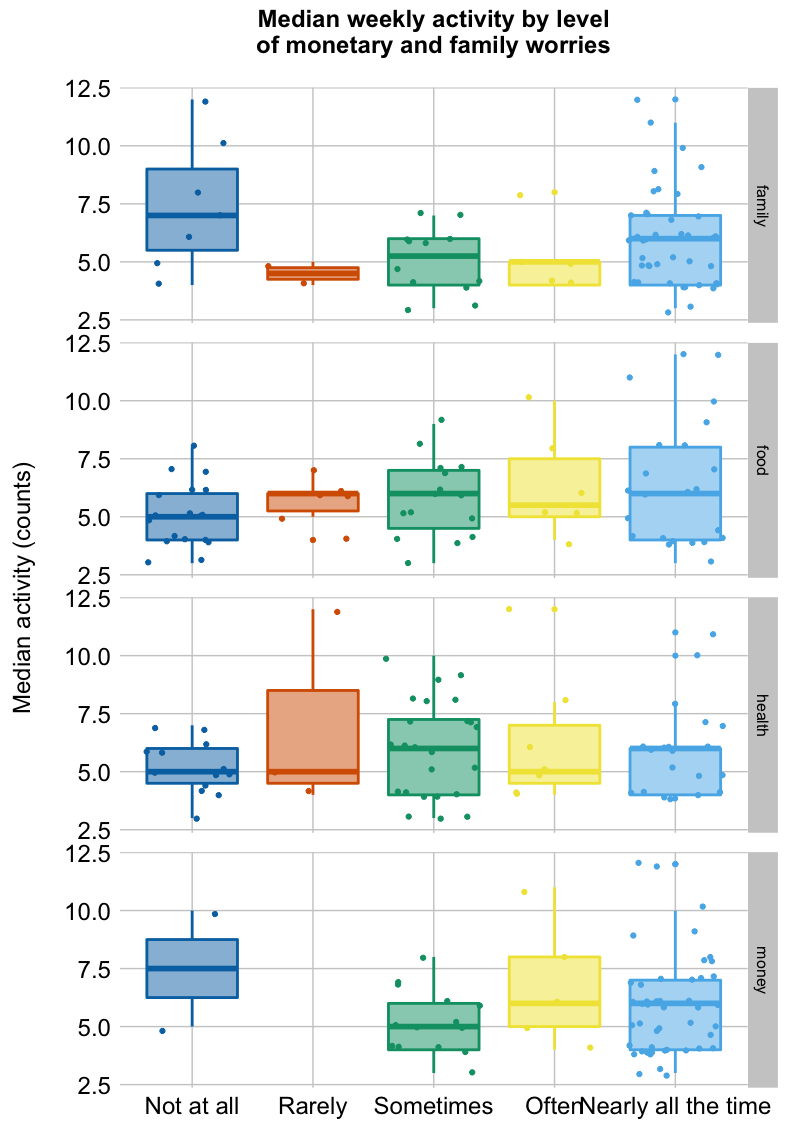 Median weekly activity by level
of monetary and family worries
Median activity (counts)
12.5
10.0
7.5
5.0
2.5
family
12.5
10.0
7.5
5.0
2.5
food
12.5
10.0
7.5
5.0
2.5
health
12.5
10.0
7.5
5.0
2.5
money
Not at all Rarely Sometimes Often Nearly all the time